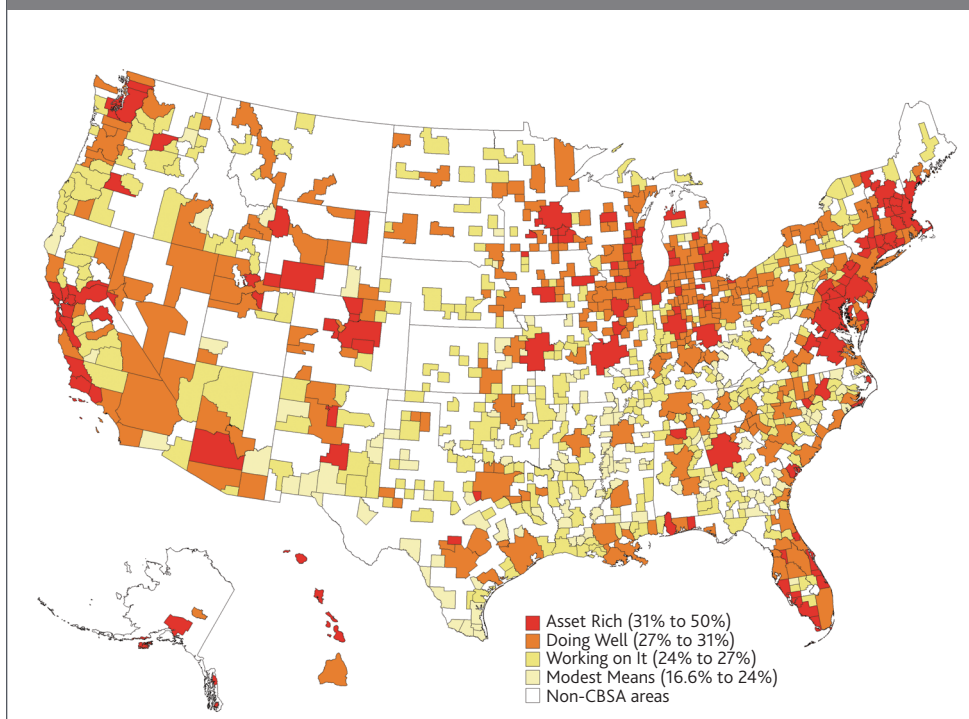 Asset Rich (31% to 50%)
Doing Well (27% to 31%)
Working on It (24% to 27%)
Modest Means (16.6% to 24%)
Non-CBSA areas